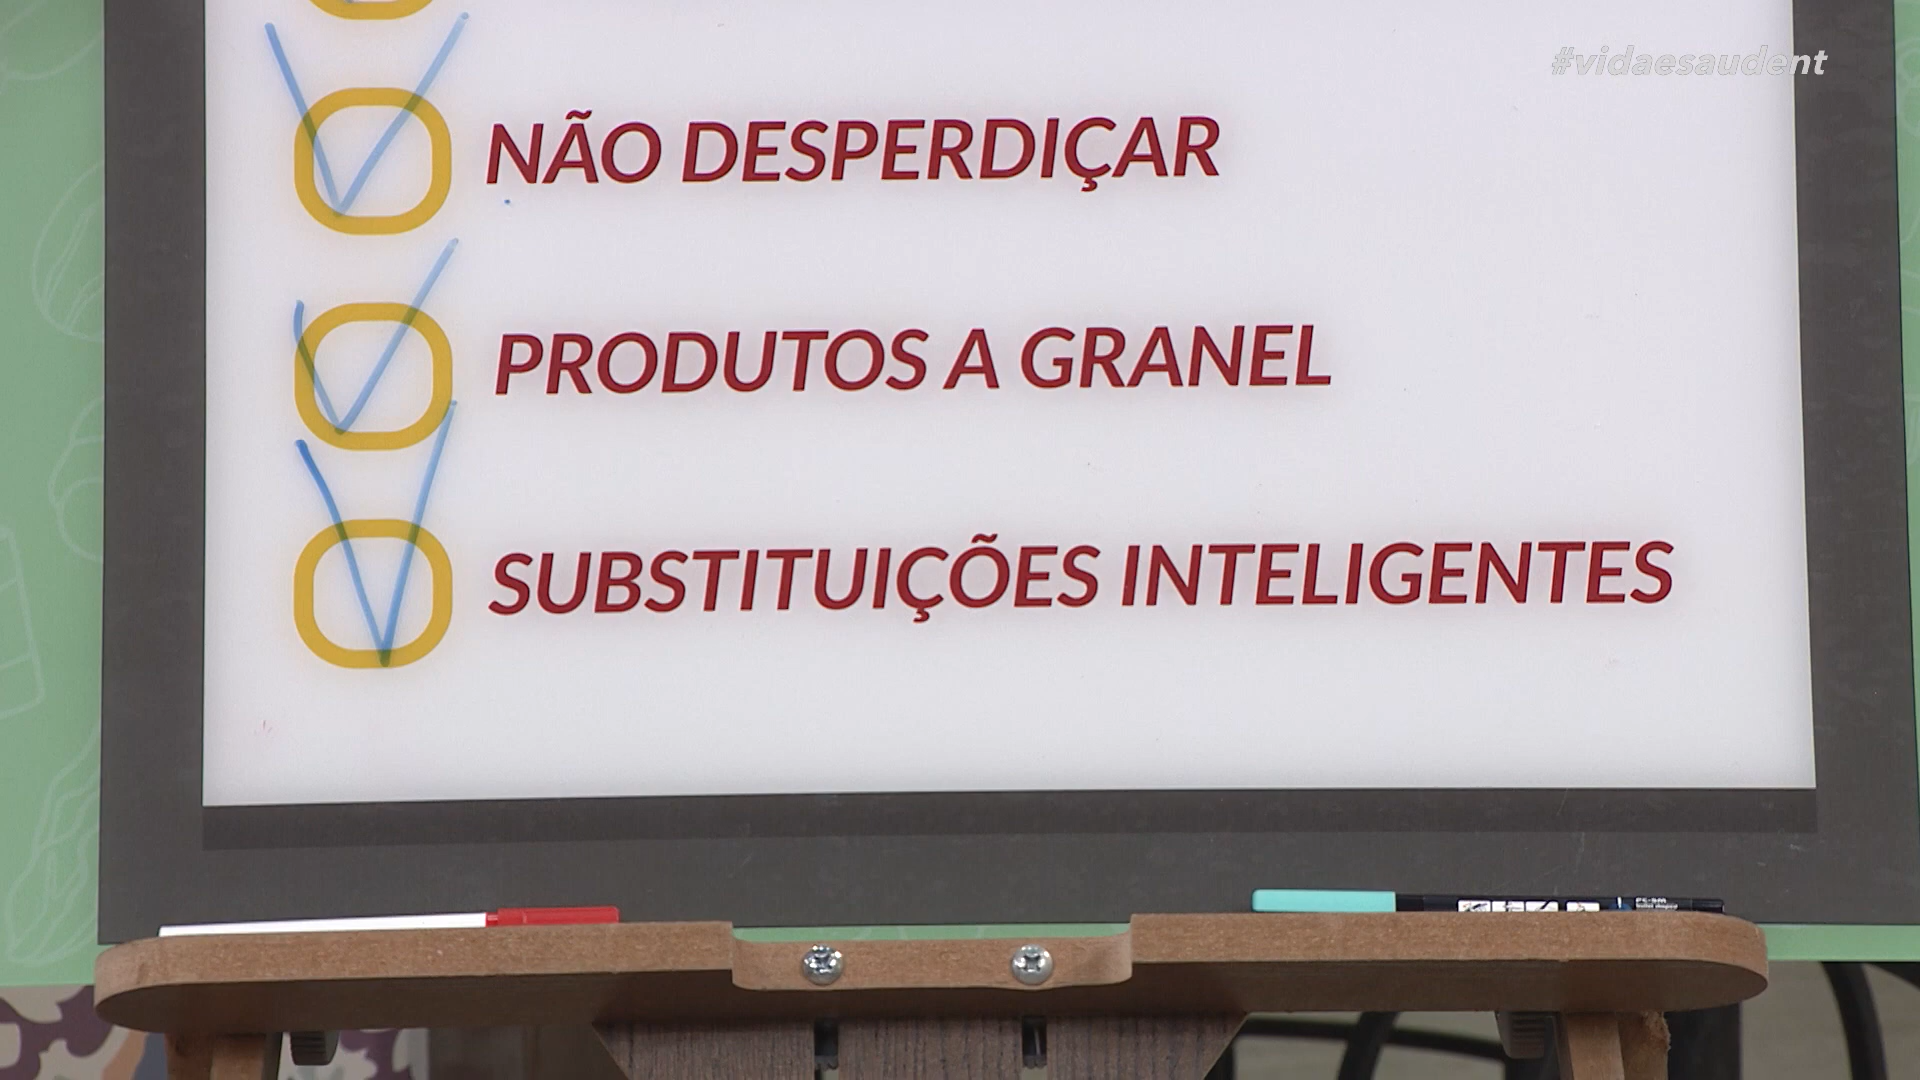 #vidaesaudent
NÃO DESPERDIÇAR
PRODUTOS A GRANEL
SUBSTITUIÇÕES INTELIGENTES